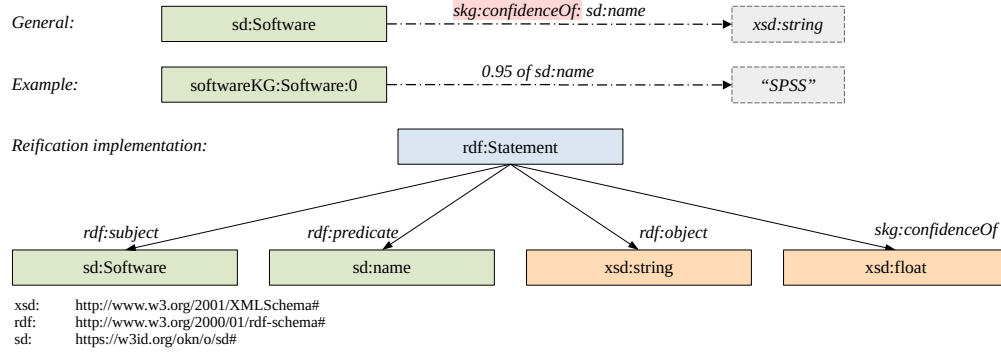 General:
sd:Software
skg:confidenceOf: sd:name
xsd:string
Example:
softwareKG:Software:0
0.95 of sd:name
“SPSS”
Reification implementation:
rdf:Statement
rdf:subject
rdf:predicate
rdf:object
skg:confidenceOf
sd:Software
sd:name
xsd:string
xsd:float
xsd: http://www.w3.org/2001/XMLSchema#
rdf: http://www.w3.org/2000/01/rdf-schema#
sd: https://w3id.org/okn/o/sd#